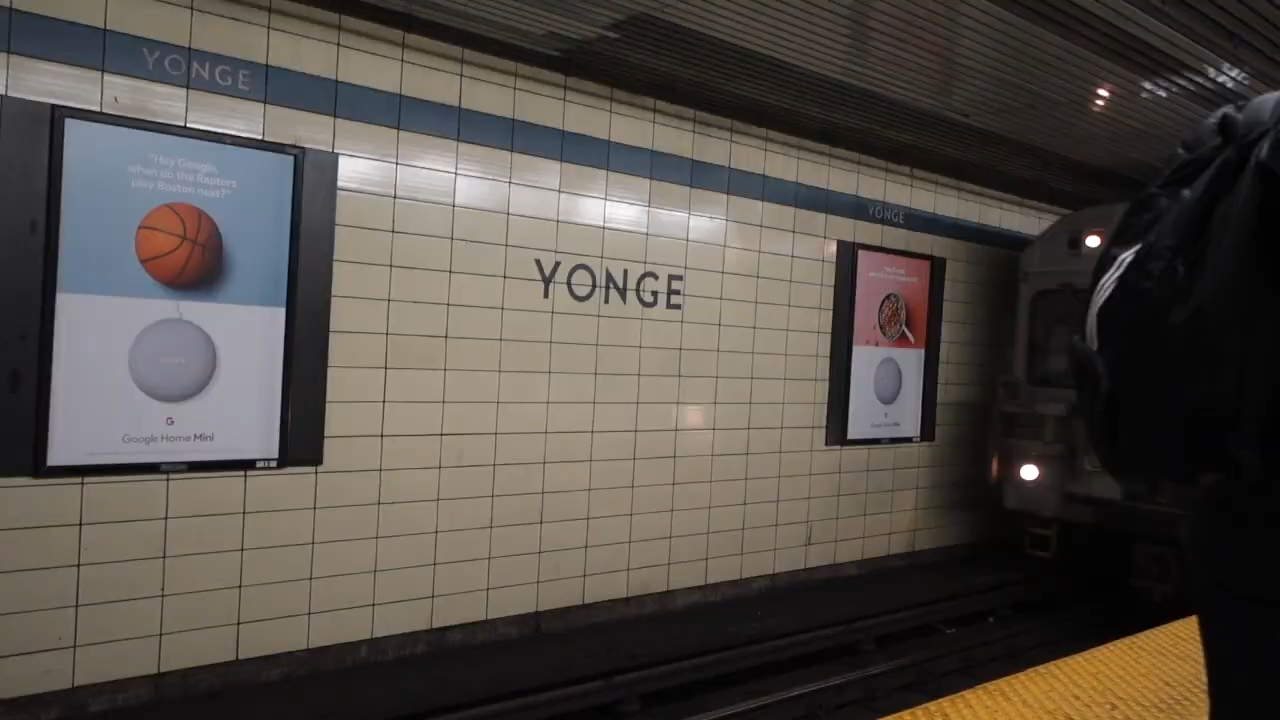 YONGE
"Hey Google,
when do the Raptors
play Boston next?"
G
Google Home Mini
YONGE
YONGE